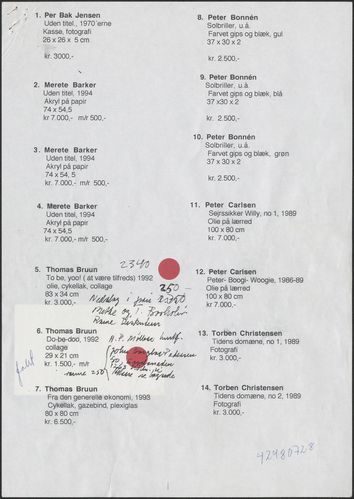 1. Per Bak Jensen
Uden titel, 1970'erne
Kasse, fotografi
26 x 26 x 5 cm
kr. 3000,-
2. Merete Barker
Uden titel, 1994
Akryl på papir
74 x 54,5
kr 7.000,- m/r 500,-
3. Merete Barker
Uden titel, 1994
Akryl på papir
74 x 54, 5
kr. 7.000,- m/r 500,-
4. Merete Barker
Uden titel, 1994
Akryl på papir
74 x 54,5
kr. 7.000,- m/r 500,-
5. Thomas Bruun
To be, yoo! ( at være tilfreds) 1992
olie, cykellak, collage
83 x 34 cm
kr 3.000,-
2340
250
Nedslag i
6. Thomas Bruun
Do-be-doo, 1992
collage
29 x 21 cm
kr. 1.500,- m/r
250
7. Thomas Bruun
Fra den generelle økonomi, 1993
Cykellak, gazebind, plexiglas
80 x 80 cm
kr. 6.500,-
8. Peter Bonnén
Solbriller, u.å.
Farvet gips og blæk, gul
37 x 30 x 2
kr. 2.500,-
9. Peter Bonnén
Solbriller, u.å.
Farvet gips og blæk, blå
37 x30 x 2
kr. 2.500,-
10. Peter Bonnén
Solbriller, u.å.
Farvet gips og blæk, grøn
37 x 30 x 2
kr. 2.500,-
11. Peter Carlsen
Sejrssikker Willy, no 1, 1989
Olie på lærred
100 x 80 cm
kr. 7.000,-
12. Peter Carlsen
Peter- Boogi- Woogie, 1986-89
Olie på lærred
100 x 80 cm
kr 7.000,-
13. Torben Christensen
Tidens domæne, no 1, 1989
Fotografi
kr. 3.000,-
14. Torben Christensen
Tidens domæne, no 2, 1989
Fotografi
kr. 3.000,-
42480728